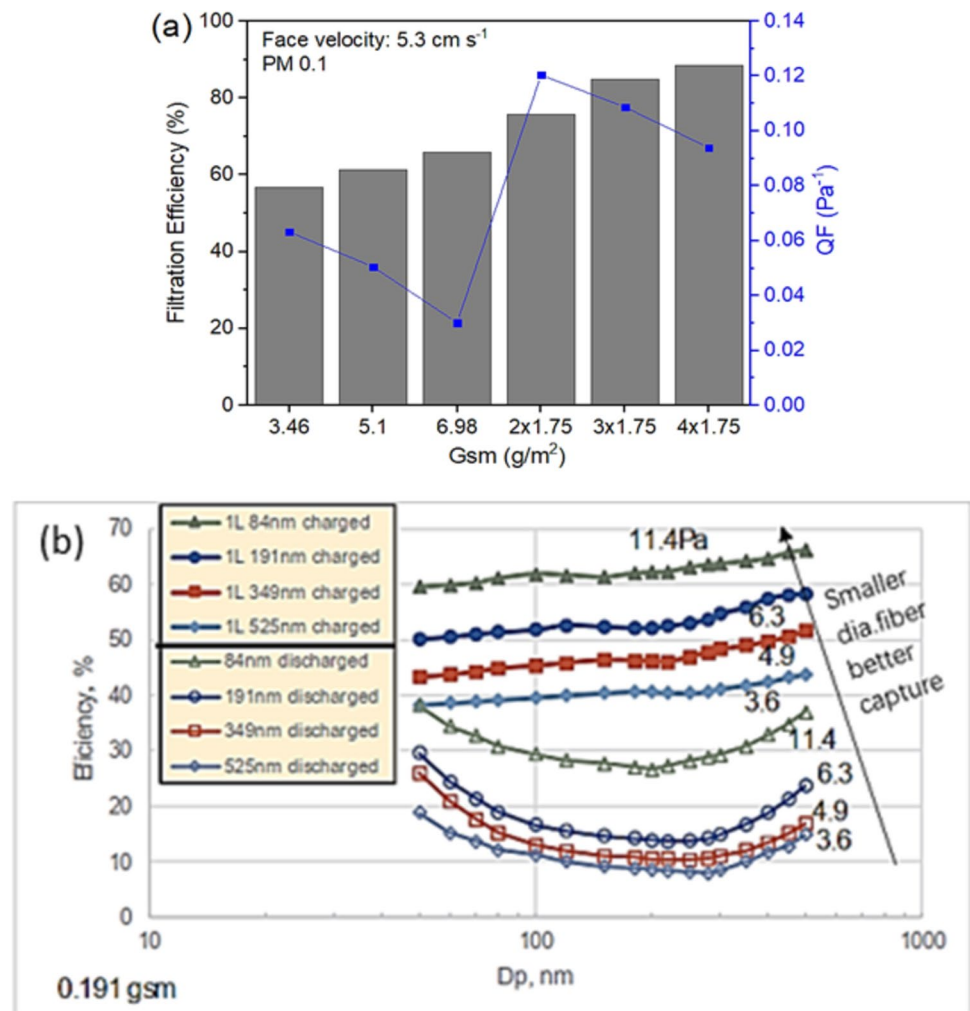 (a)
Face velocity: 5.3 cm s⁻¹
PM 0.1
Filtration Efficiency (%)
100
80
60
40
20
0
3.46 5.1 6.98 2x1.75 3x1.75 4x1.75
Gsm (g/m²)
0.14
0.12
0.10
0.08
0.06
0.04
0.02
0.00
QF (Pa⁻¹)
(b)
1L 84nm charged
1L 191nm charged
1L 349nm charged
1L 525nm charged
84nm discharged
191nm discharged
349nm discharged
525nm discharged
Eficiency, %
70
60
50
40
30
20
10
0
11.4Pa
6.3
4.9
3.6
11.4
6.3
4.9
3.6
Smaller
dia.fiber
better
capture
10 100 1000
Dp, nm
0.191 gsm